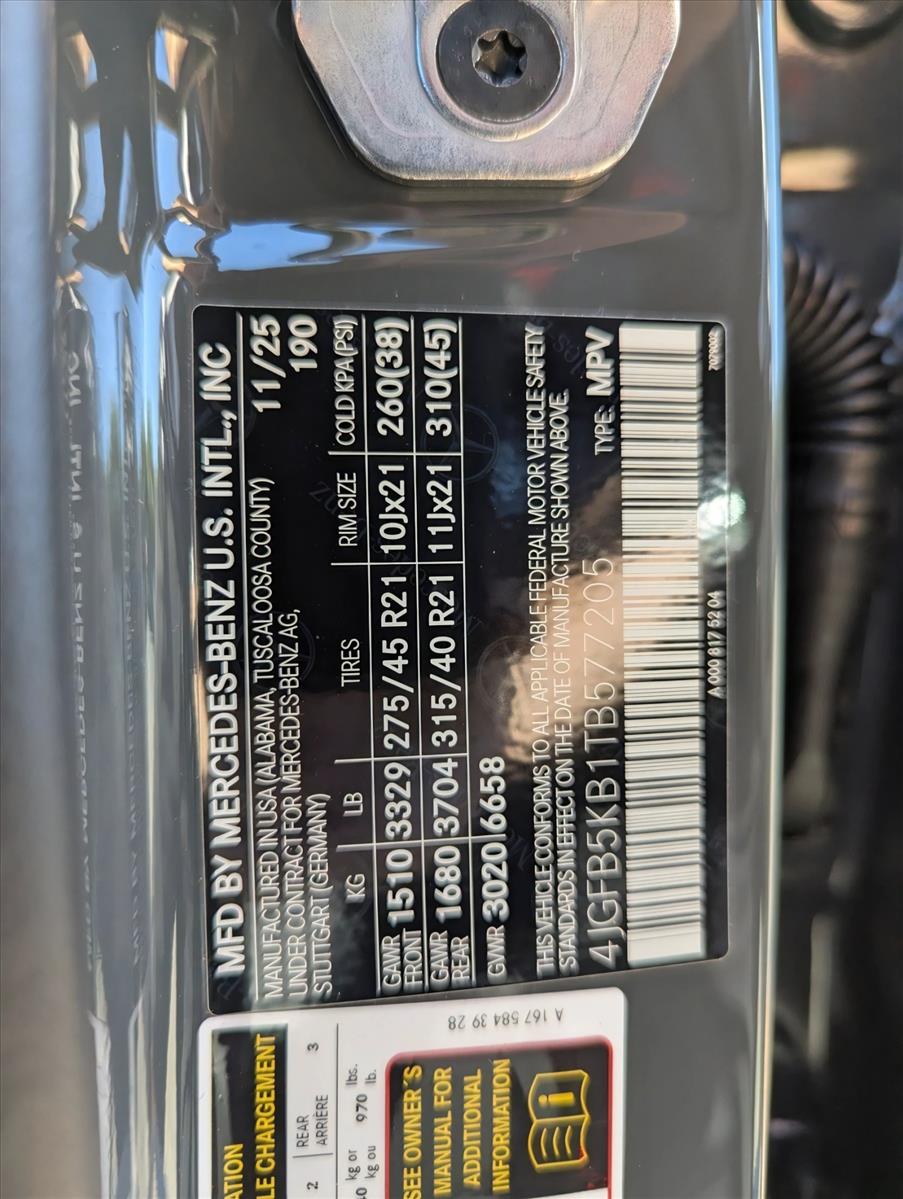 MFD BY MERCEDES-BENZ U.S. INTL., INC
MANUFACTURED IN USA (ALABAMA, TUSCALOOSA COUNTY) 11/25
UNDER CONTRACT FOR MERCEDES-BENZ AG, 190
STUTTGART (GERMANY)
KG LB TIRES RIM SIZE COLD KPA(PSI)
GAWR FRONT 1510 3329 275/45 R21 10Jx21 260(38)
GAWR REAR 1680 3704 315/40 R21 11Jx21 310(45)
GVWR 3020 6658
THIS VEHICLE CONFORMS TO ALL APPLICABLE FEDERAL MOTOR VEHICLE SAFETY
STANDARDS IN EFFECT ON THE DATE OF MANUFACTURE SHOWN ABOVE.
4JGFB5KB1TB577205 TYPE: MPV
A 000 817 52 04
ATION
LE CHARGEMENT
2 REAR 3
ARRIÈRE
kg or 970 lbs.
kg ou lb.
SEE OWNER'S
MANUAL FOR
ADDITIONAL
INFORMATION
A 167 584 39 28